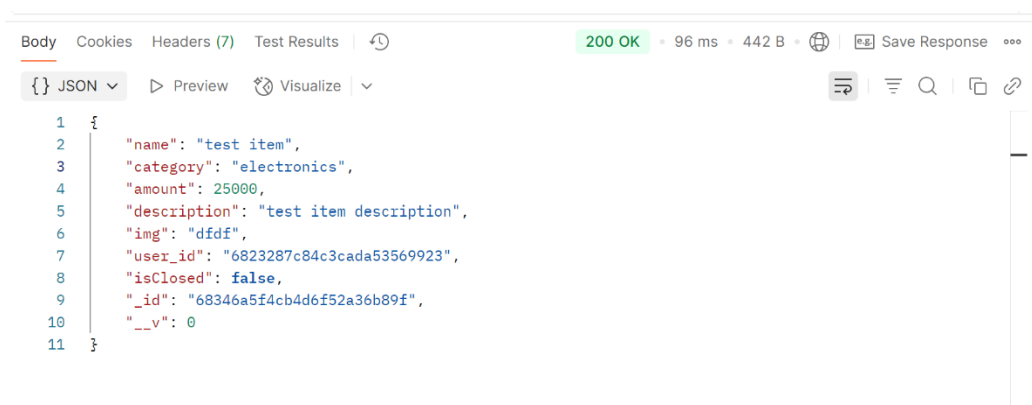 Body Cookies Headers (7) Test Results 200 OK • 96 ms • 442 B • e.g. Save Response
{} JSON Preview Visualize
1 {
2 "name": "test item",
3 "category": "electronics",
4 "amount": 25000,
5 "description": "test item description",
6 "img": "dfdf",
7 "user_id": "6823287c84c3cada53569923",
8 "isClosed": false,
9 "_id": "68346a5f4cb4d6f52a36b89f",
10 "__v": 0
11 }